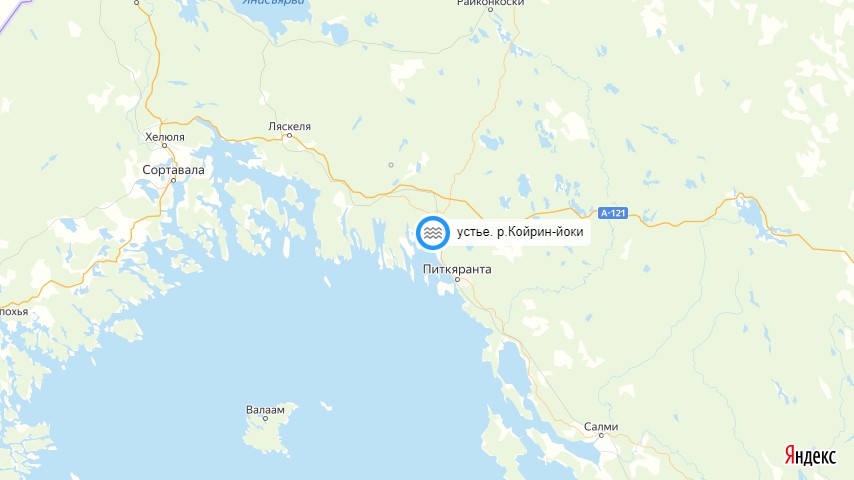 Янисъярви
Райконкоски
Ляскеля
Хелюля
Сортавала
А-121
устье. р.Койрин-йоки
Питкяранта
похья
Валаам
Салми
Яндекс